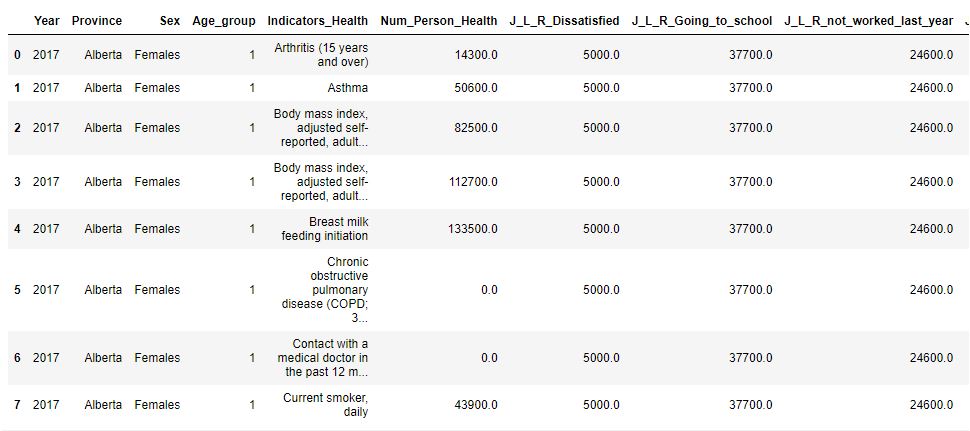 Year Province Sex Age_group Indicators_Health Num_Person_Health J_L_R_Dissatisfied J_L_R_Going_to_school J_L_R_not_worked_last_year
0 2017 Alberta Females 1 Arthritis (15 years
and over) 14300.0 5000.0 37700.0 24600.0
1 2017 Alberta Females 1 Asthma 50600.0 5000.0 37700.0 24600.0
2 2017 Alberta Females 1 Body mass index,
adjusted self-
reported, adult... 82500.0 5000.0 37700.0 24600.0
3 2017 Alberta Females 1 Body mass index,
adjusted self-
reported, adult... 112700.0 5000.0 37700.0 24600.0
4 2017 Alberta Females 1 Breast milk
feeding initiation 133500.0 5000.0 37700.0 24600.0
5 2017 Alberta Females 1 Chronic
obstructive
pulmonary
disease (COPD;
3... 0.0 5000.0 37700.0 24600.0
6 2017 Alberta Females 1 Contact with a
medical doctor in
the past 12 m... 0.0 5000.0 37700.0 24600.0
7 2017 Alberta Females 1 Current smoker,
daily 43900.0 5000.0 37700.0 24600.0